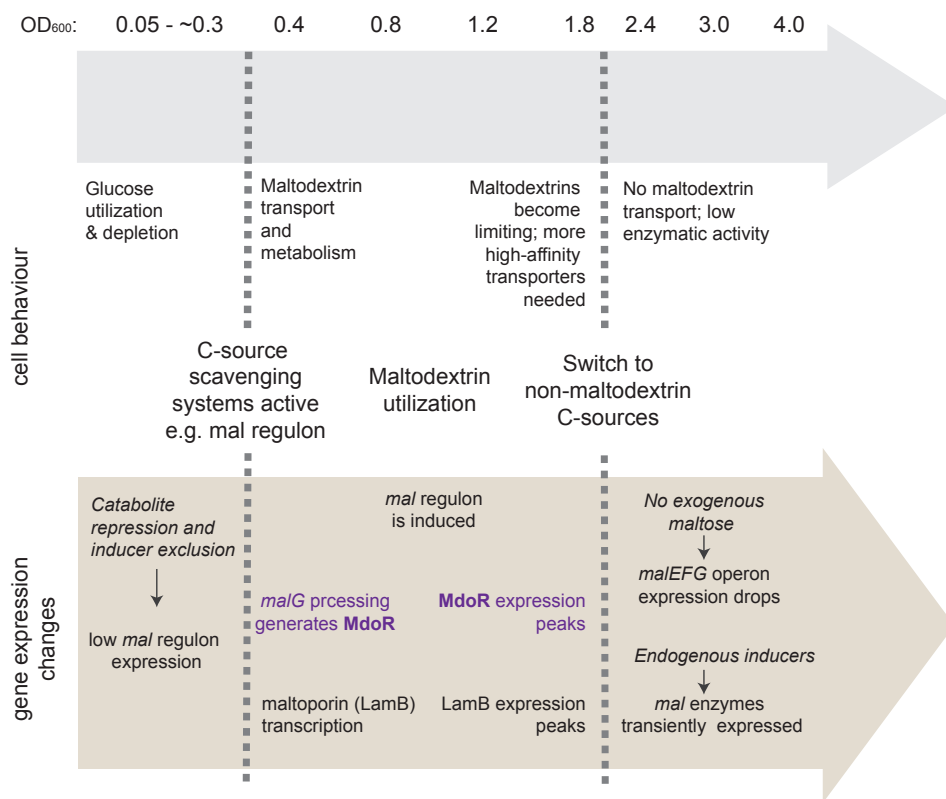 OD600: 0.05 - ~0.3 0.4 0.8 1.2 1.8 2.4 3.0 4.0
cell behaviour
Glucose
utilization
& depletion
Maltodextrin
transport
and
metabolism
Maltodextrins
become
limiting; more
high-affinity
transporters
needed
No maltodextrin
transport; low
enzymatic activity
C-source
scavenging
systems active
e.g. mal regulon
Maltodextrin
utilization
Switch to
non-maltodextrin
C-sources
gene expression
changes
Catabolite
repression and
inducer exclusion
low mal regulon
expression
mal regulon
is induced
malG prcessing
generates MdoR
MdoR expression
peaks
maltoporin (LamB)
transcription
LamB expression
peaks
No exogenous
maltose
malEFG operon
expression drops
Endogenous inducers
mal enzymes
transiently expressed